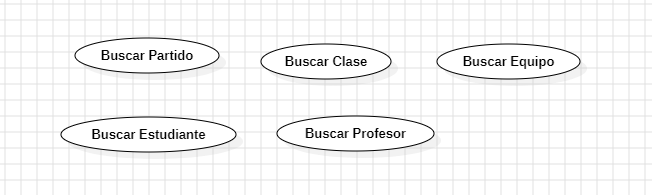 Buscar Partido
Buscar Clase
Buscar Equipo
Buscar Estudiante
Buscar Profesor